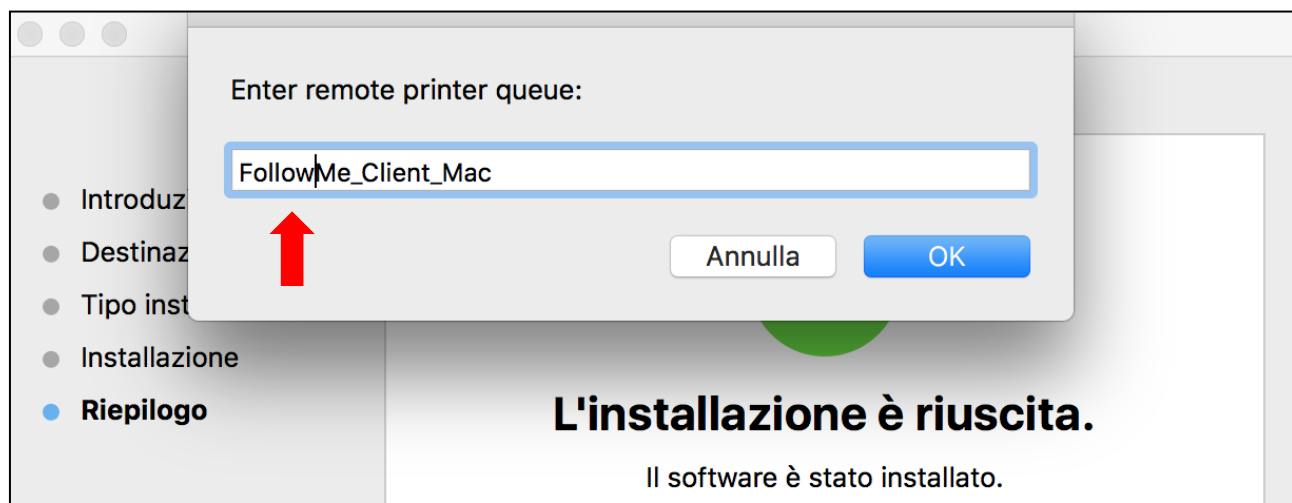 Enter remote printer queue:
FollowMe_Client_Mac
Annulla
OK
Introduz
Destinaz
Tipo inst
Installazione
Riepilogo
L'installazione è riuscita.
Il software è stato installato.